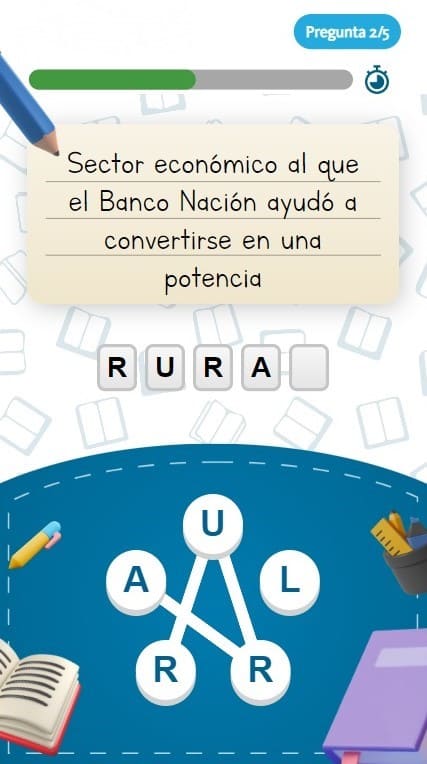 Pregunta 2/5
Sector económico al que
el Banco Nación ayudó a
convertirse en una
potencia
R U R A
U
A L
R R